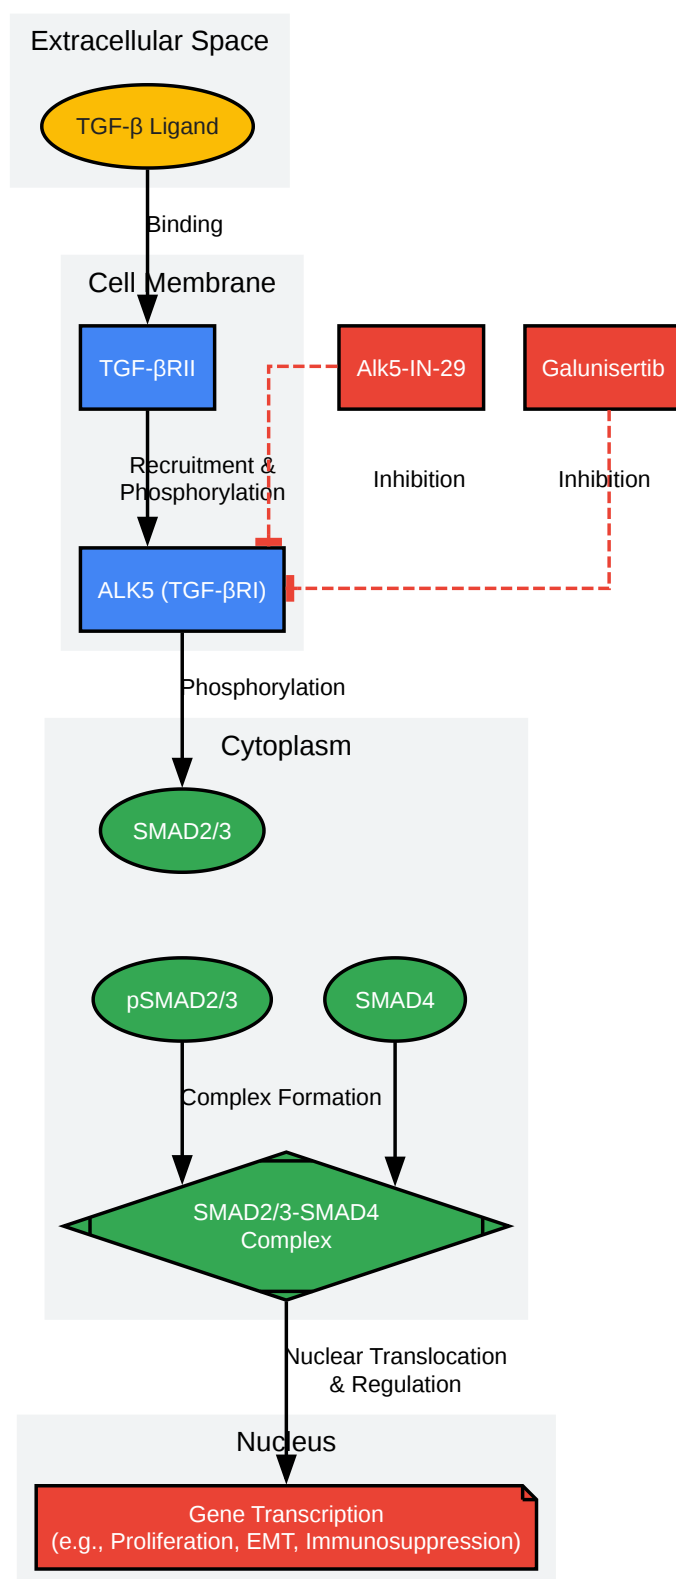 Extracellular Space
TGF-β Ligand
Binding
Cell Membrane
TGF-βRII
Alk5-IN-29
Galunisertib
Recruitment &
Phosphorylation
Inhibition
Inhibition
ALK5 (TGF-βRI)
Phosphorylation
Cytoplasm
SMAD2/3
pSMAD2/3
SMAD4
Complex Formation
SMAD2/3-SMAD4
Complex
Nuclear Translocation
& Regulation
Nucleus
Gene Transcription
(e.g., Proliferation, EMT, Immunosuppression)